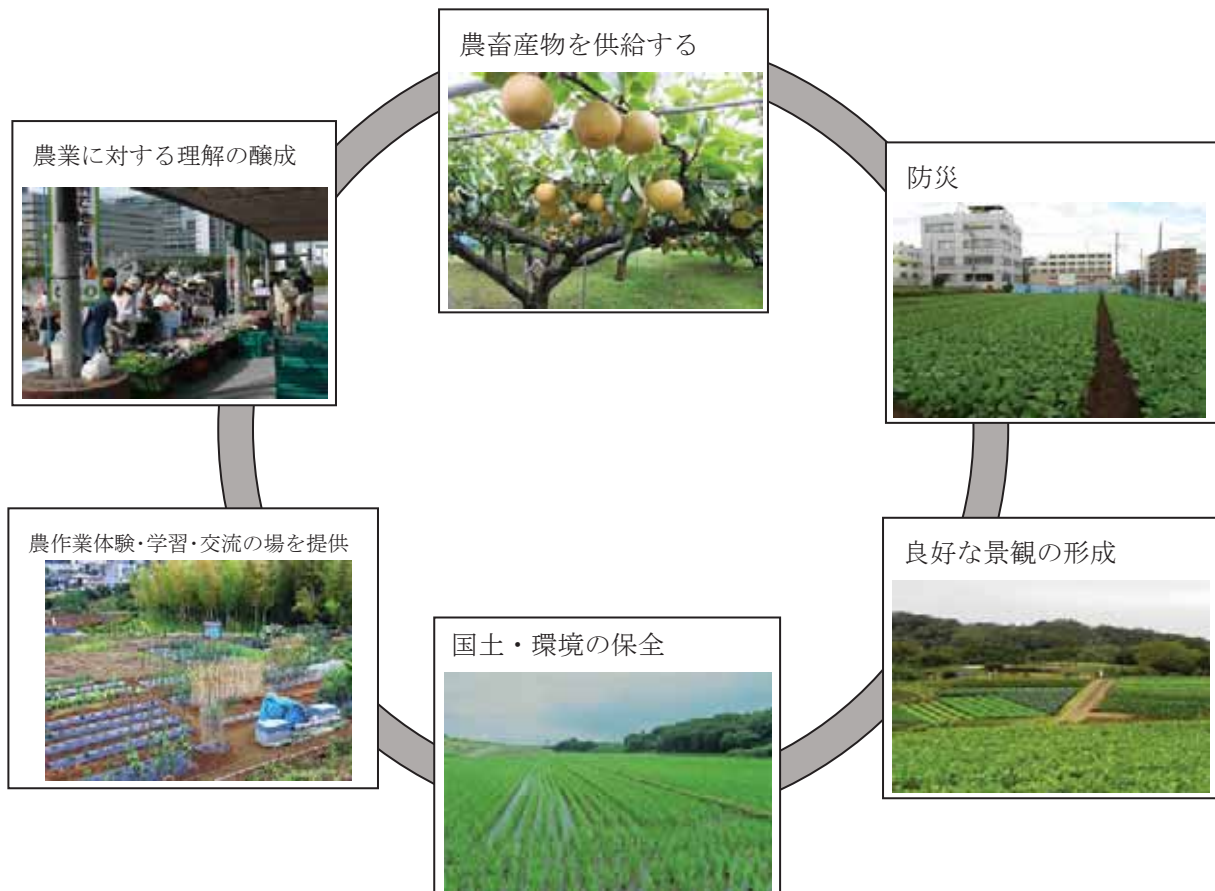 農畜産物を供給する
農業に対する理解の醸成
防災
農作業体験・学習・交流の場を提供
良好な景観の形成
国土・環境の保全